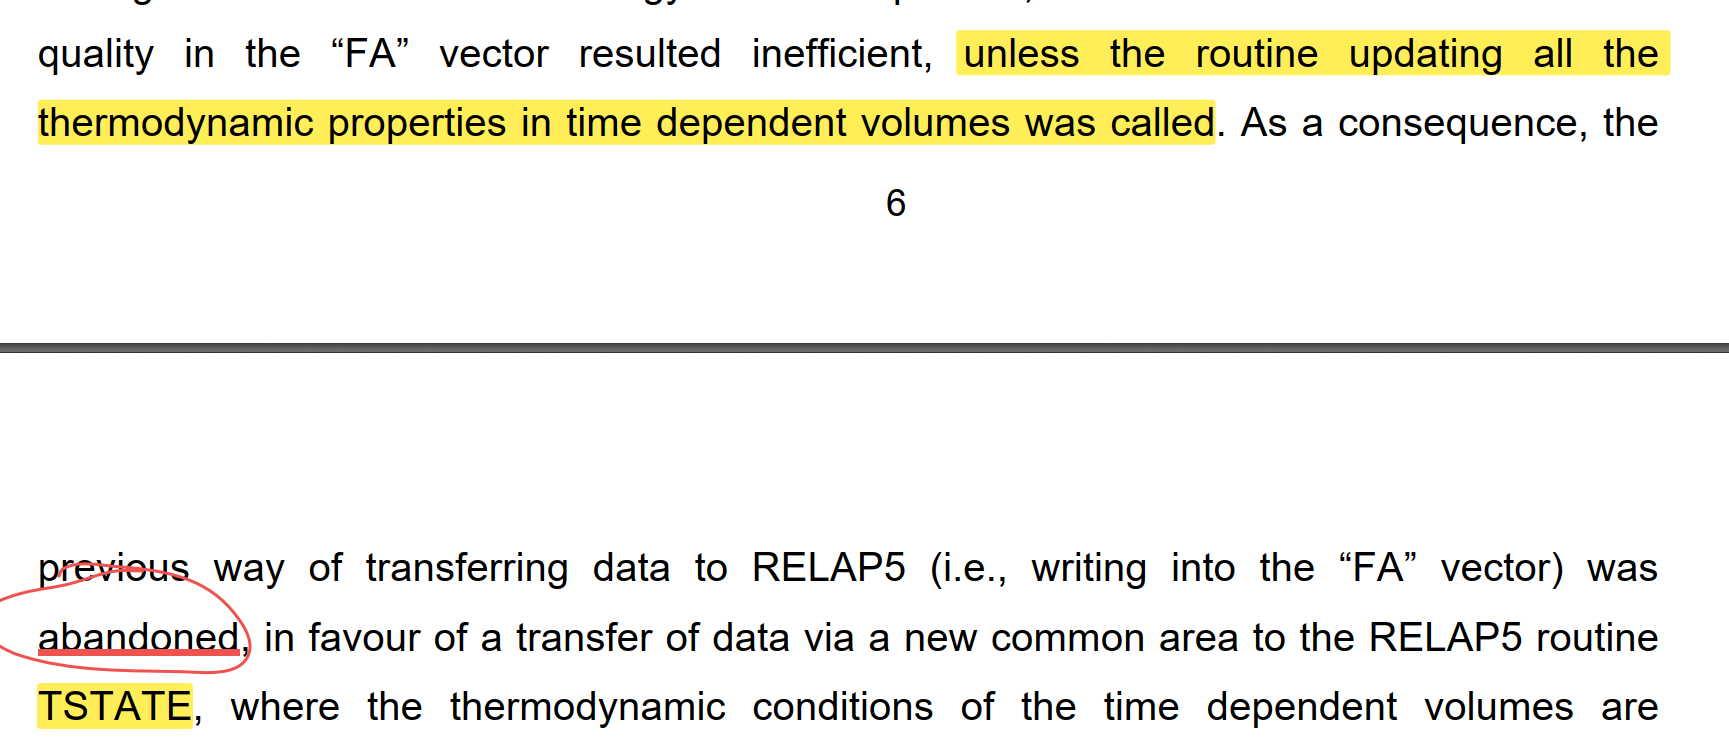 quality in the “FA” vector resulted inefficient, unless the routine updating all the
thermodynamic properties in time dependent volumes was called. As a consequence, the
6
previous way of transferring data to RELAP5 (i.e., writing into the “FA” vector) was
abandoned, in favour of a transfer of data via a new common area to the RELAP5 routine
TSTATE, where the thermodynamic conditions of the time dependent volumes are